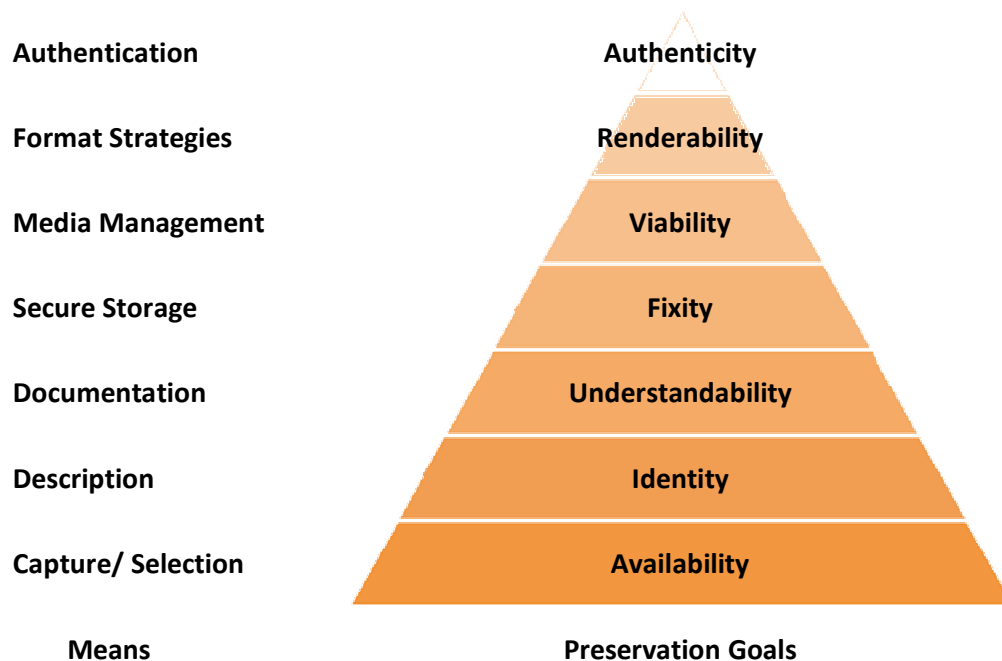 Authentication Authenticity
Format Strategies Renderability
Media Management Viability
Secure Storage Fixity
Documentation Understandability
Description Identity
Capture/ Selection Availability
Means Preservation Goals